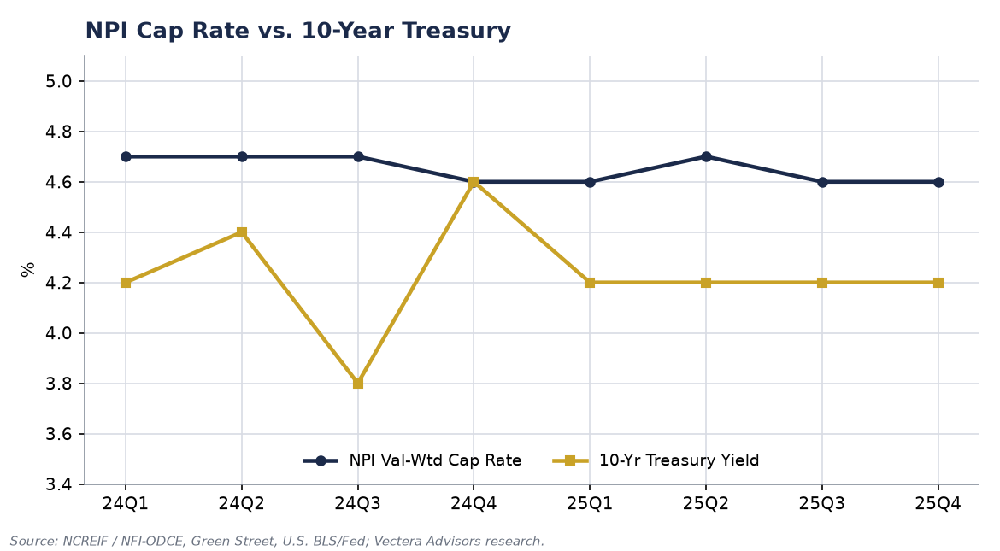 NPI Cap Rate vs. 10-Year Treasury
5.0
4.8
4.6
4.4
4.2
4.0
3.8
3.6
3.4
%
NPI Val-Wtd Cap Rate 10-Yr Treasury Yield
24Q1 24Q2 24Q3 24Q4 25Q1 25Q2 25Q3 25Q4
Source: NCREIF / NFI-ODCE, Green Street, U.S. BLS/Fed; Vectera Advisors research.